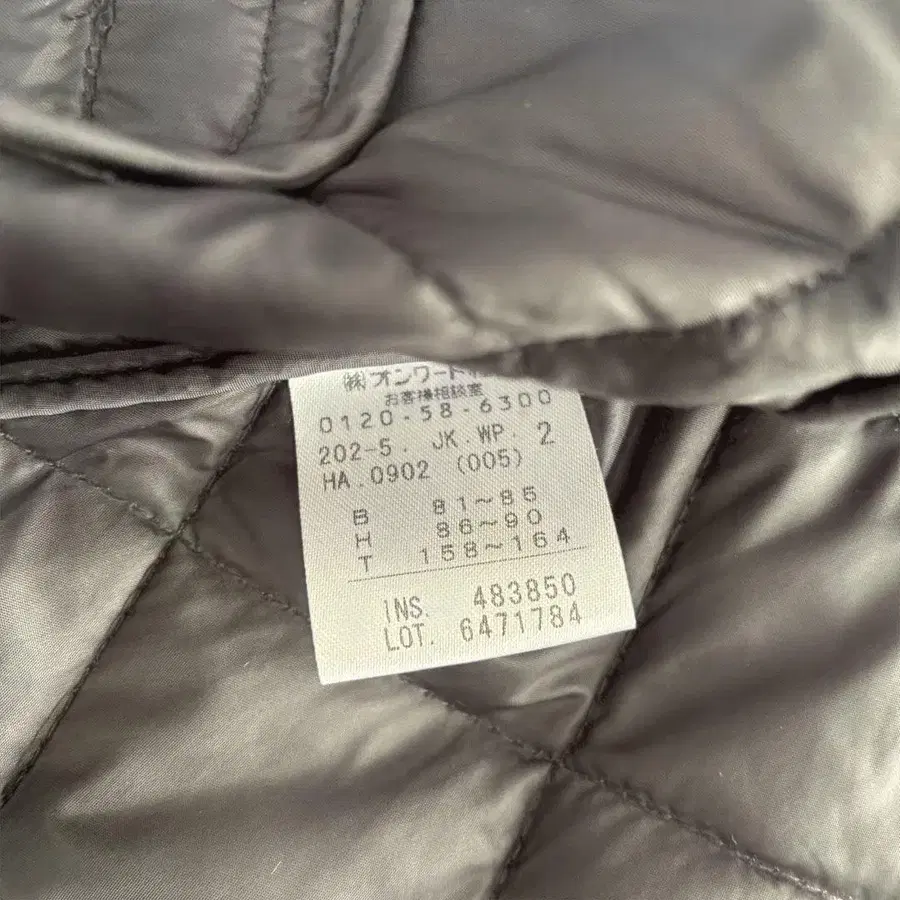 ㈱オンワード
お客様相談室
0120-58-6300
202-5. JK.WP. 2
HA.0902 (005)
B 81～85
H 86～90
T 158～164
INS. 483850
LOT. 6471784